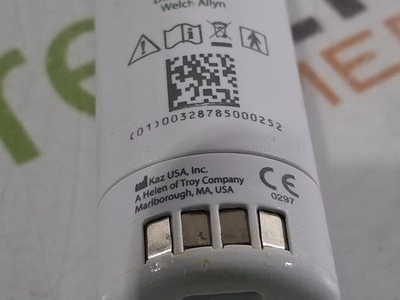 Welch Allyn
(01)00328785000252
Kaz USA, Inc.
A Helen of Troy Company
Marlborough, MA, USA
CE
0297